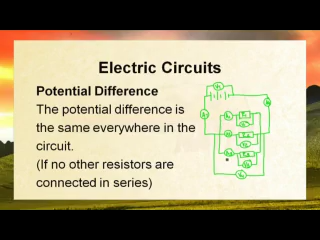 Electric Circuits
Potential Difference
The potential difference is
the same everywhere in the
circuit.
(If no other resistors are
connected in series)